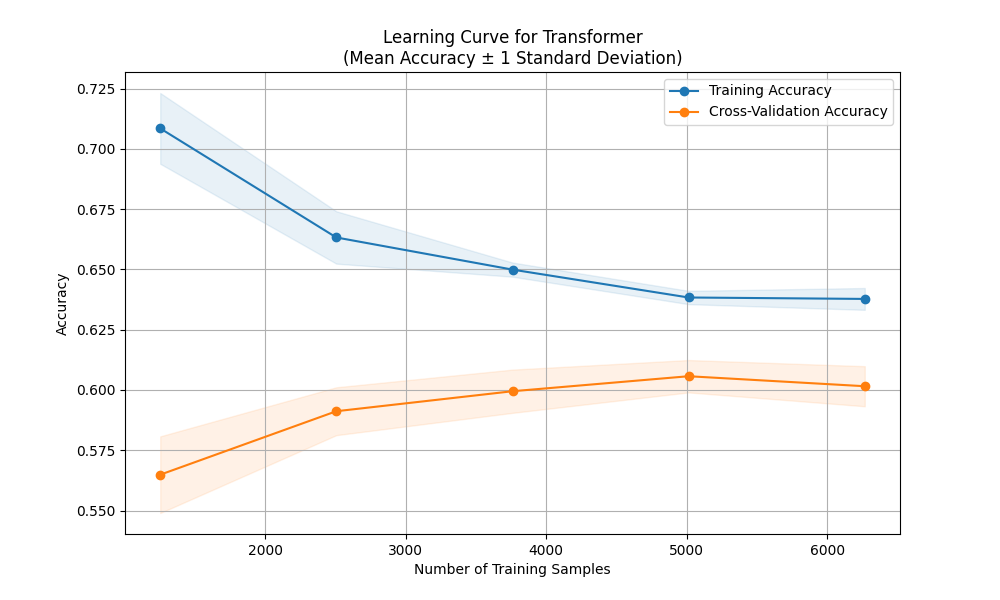 Learning Curve for Transformer
(Mean Accuracy ± 1 Standard Deviation)
Training Accuracy
Cross-Validation Accuracy
Accuracy
0.725
0.700
0.675
0.650
0.625
0.600
0.575
0.550
2000 3000 4000 5000 6000
Number of Training Samples